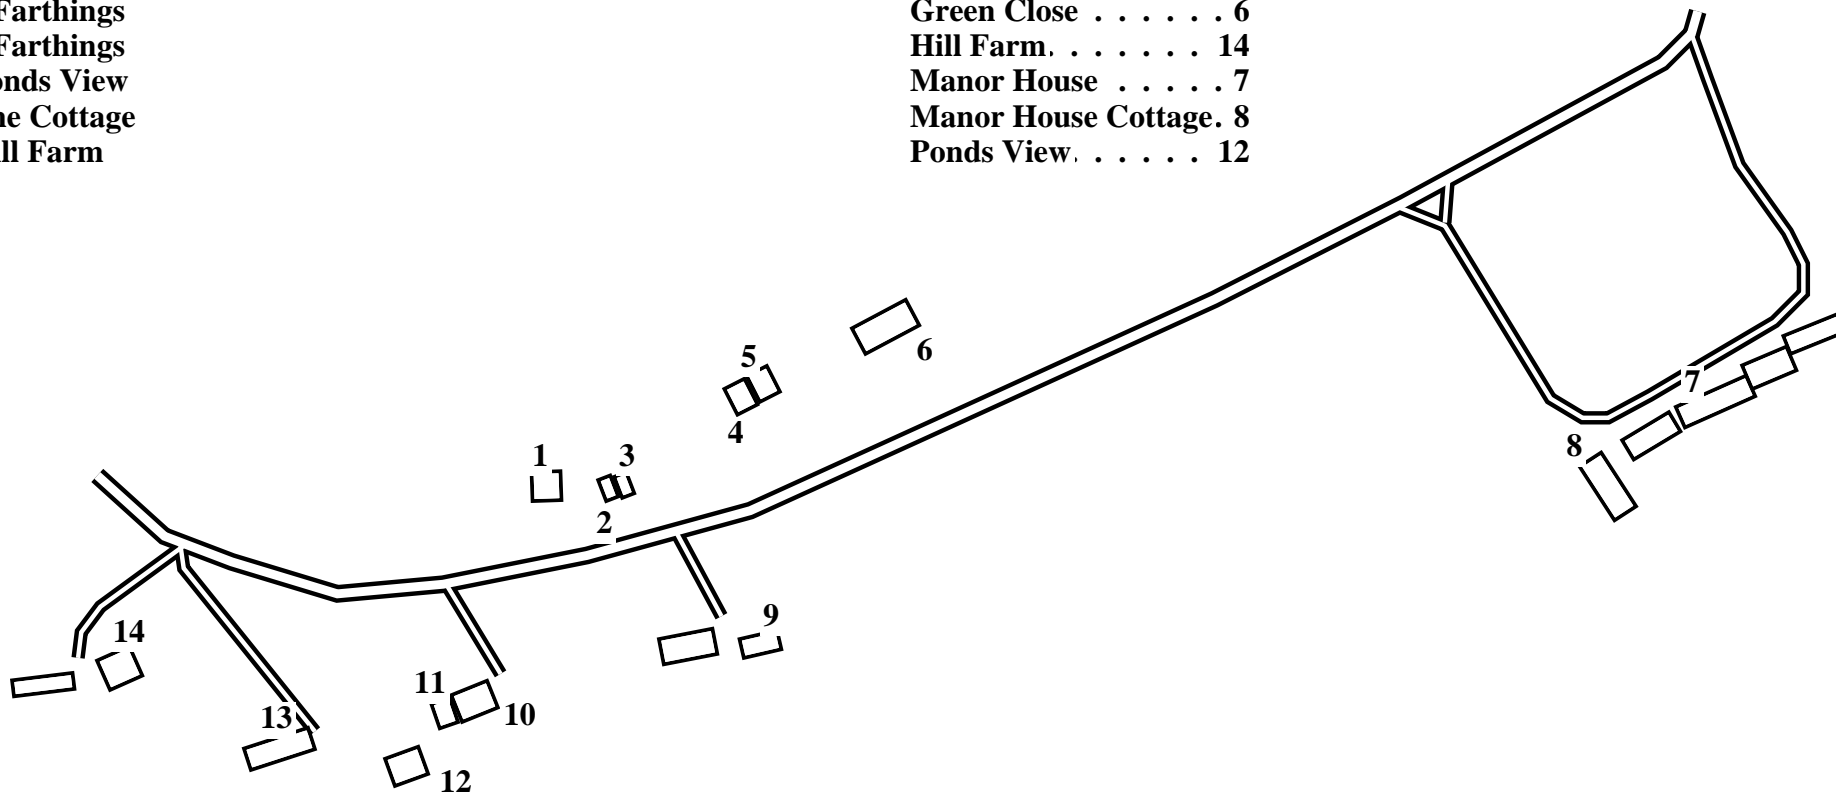 Farthings
Farthings
onds View
ne Cottage
ll Farm
Green Close . . . . . . 6
Hill Farm. . . . . . . 14
Manor House . . . . . 7
Manor House Cottage. 8
Ponds View. . . . . . 12
5
6
7
4
8
1
3
2
9
14
11
10
13
12